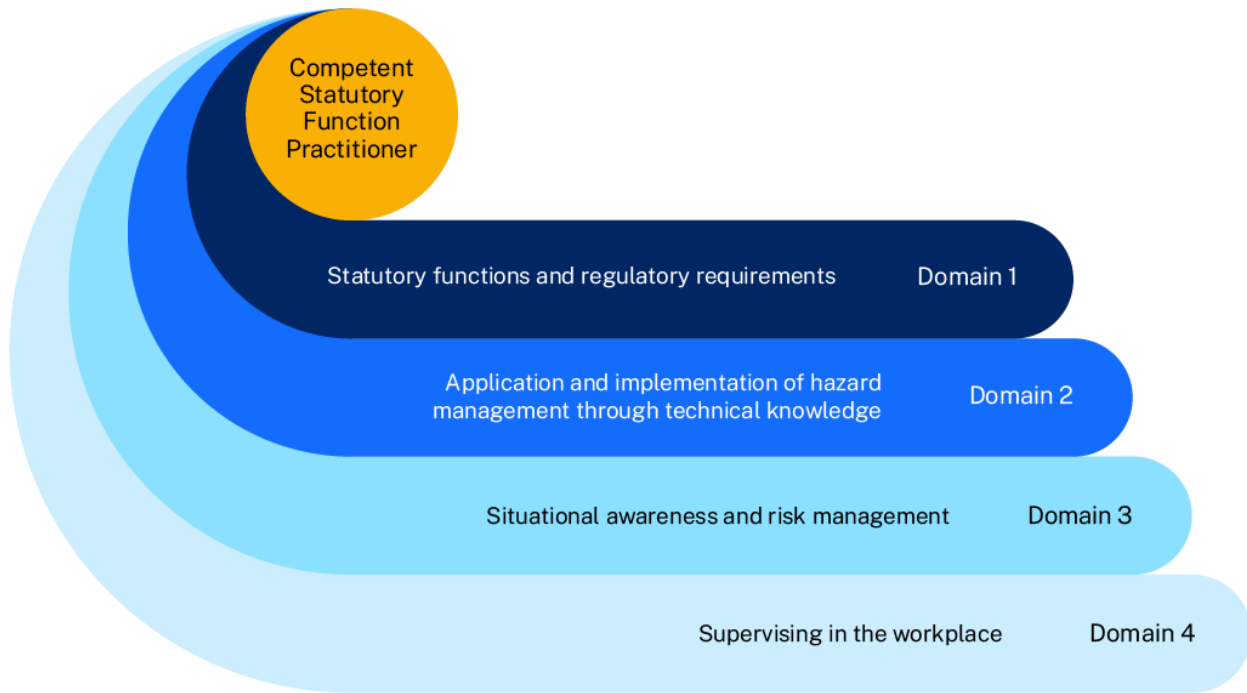 Competent
Statutory
Function
Practitioner
Statutory functions and regulatory requirements Domain 1
Application and implementation of hazard
management through technical knowledge
Domain 2
Situational awareness and risk management Domain 3
Supervising in the workplace Domain 4